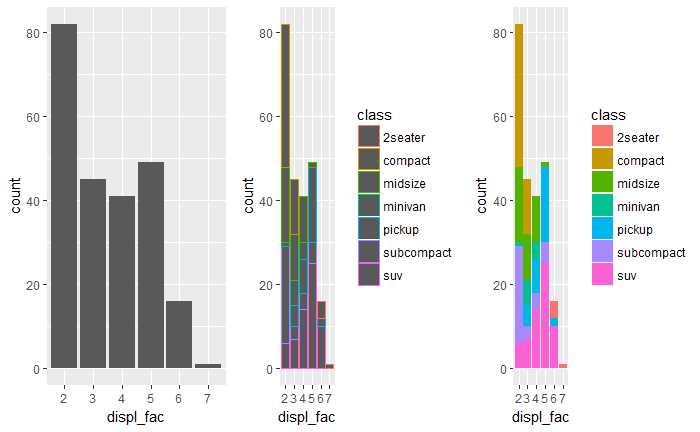 count
80
60
40
20
0
2 3 4 5 6 7
displ_fac
count
80
60
40
20
0
2 3 4 5 6 7
displ_fac
class
2seater
compact
midsize
minivan
pickup
subcompact
suv
count
80
60
40
20
0
2 3 4 5 6 7
displ_fac
class
2seater
compact
midsize
minivan
pickup
subcompact
suv